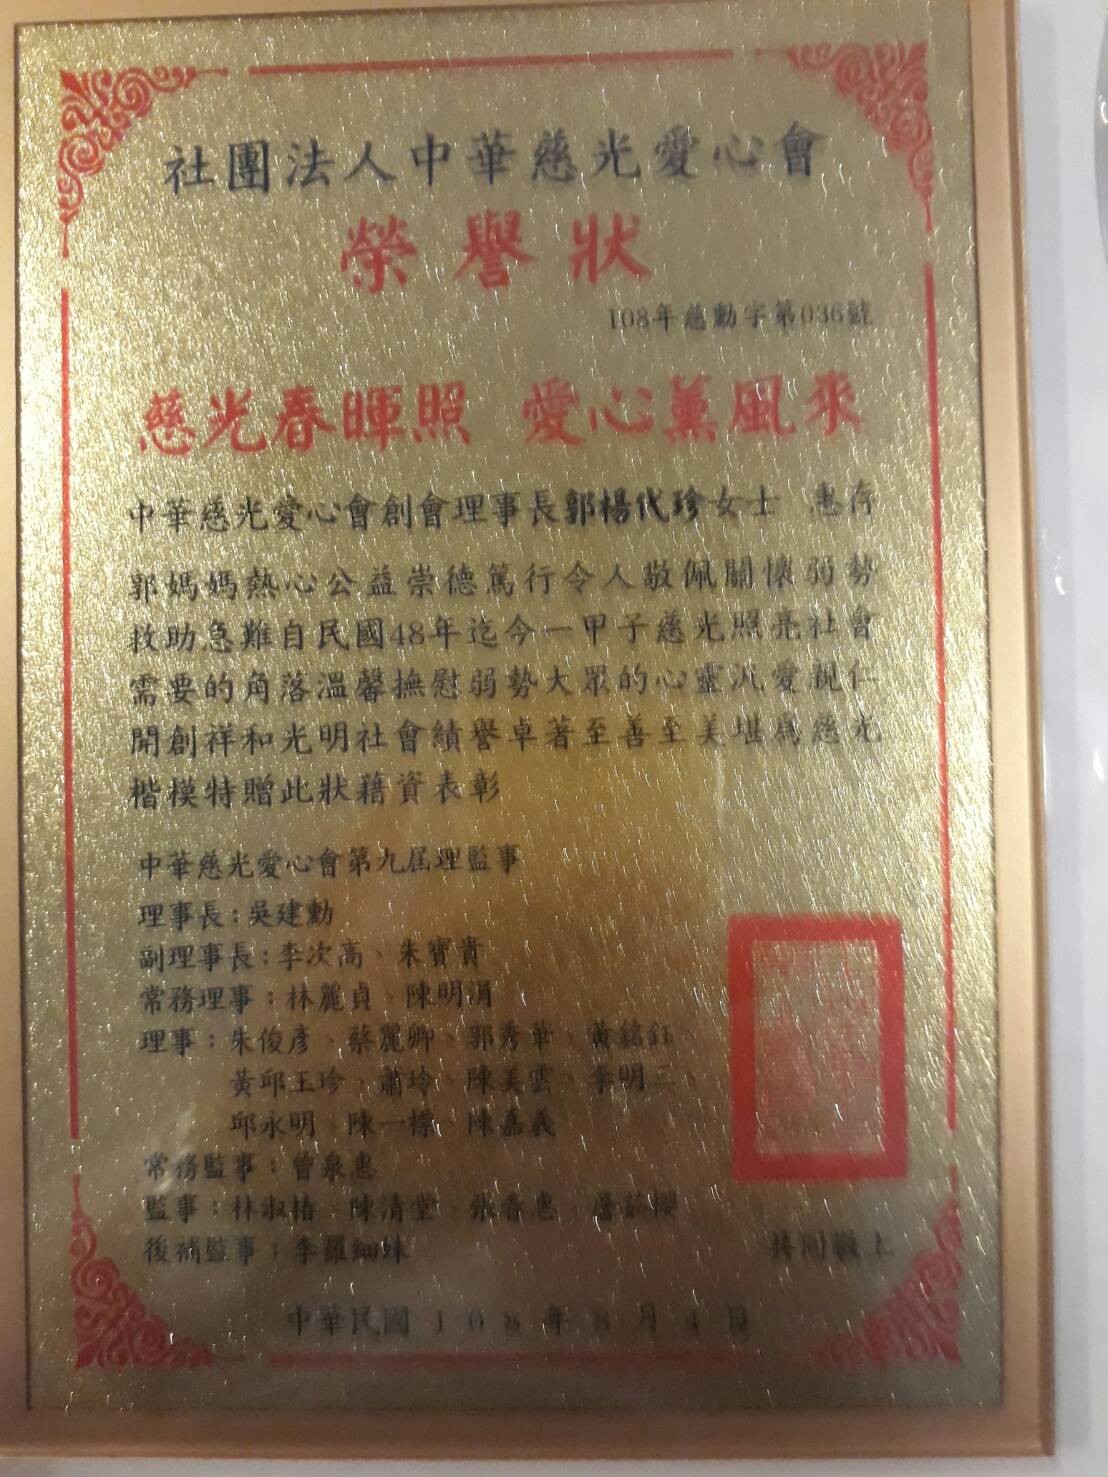 社團法人中華慈光愛心會
榮譽狀
108年慈勳字第036號
慈光春暉照 愛心薰風來
中華慈光愛心會創會理事長郭楊代珍女士 惠存
郭媽媽熱心公益崇德篤行令人敬佩關懷弱勢
救助急難自民國48年迄今一甲子慈光照亮社會
需要的角落溫馨撫慰弱勢大眾的心靈汎愛親仁
開創祥和光明社會績譽卓著至善至美堪為慈光
楷模特贈此狀藉資表彰
中華慈光愛心會第九屆理監事
理事長:吳建勳
副理事長:李次高、朱寶貴
常務理事:林麗貞、陳明涓
理事:朱俊彥、蔡麗卿、郭秀華、黃銘鈺
黃邱玉珍、蕭玲、陳美雲、李明三
邱永明、陳一標、陳嘉義
常務監事:曾泉惠
監事:林淑椿、陳清堂、張春惠、
後補監事:李羅細妹
共同敬上
中華民國108年8月4日